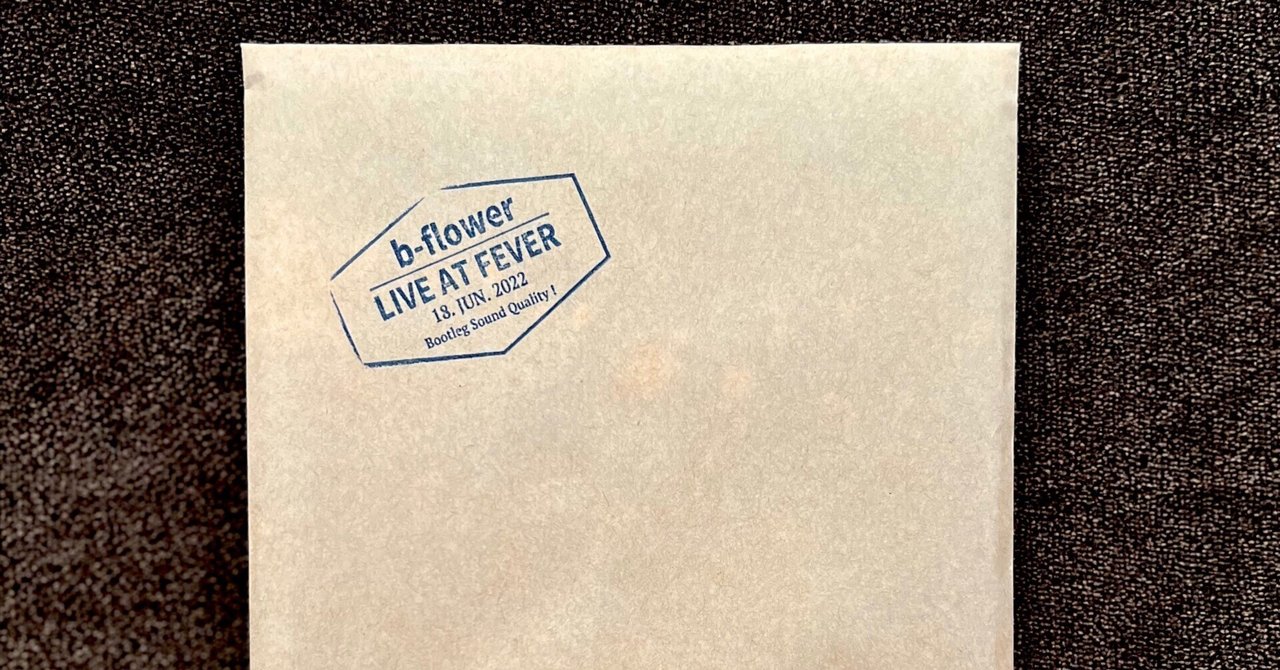 b-flower
LIVE AT FEVER
18. JUN. 2022
Bootleg Sound Quality !